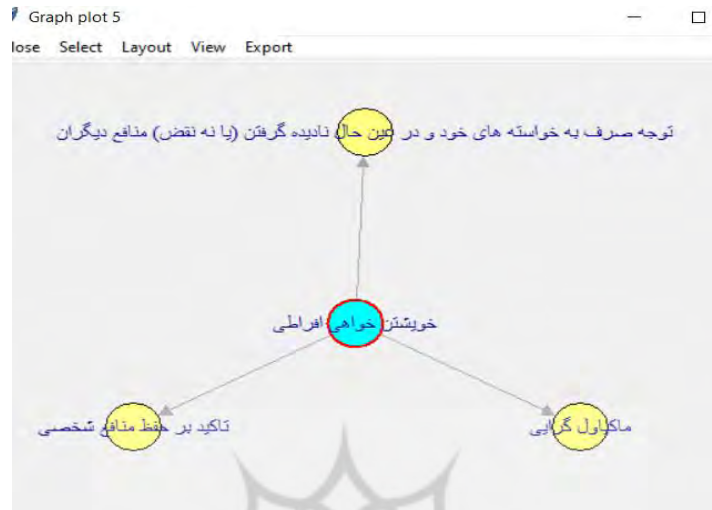 Graph plot 5
lose Select Layout View Export
توجه صرف به خواسته های خود و در عین حال نادیده گرفتن (یا نه نقض) منافع دیگران
خویشتن خواهی افراطی
تاکید بر حفظ منافع شخصی
ماکیاول گرایی